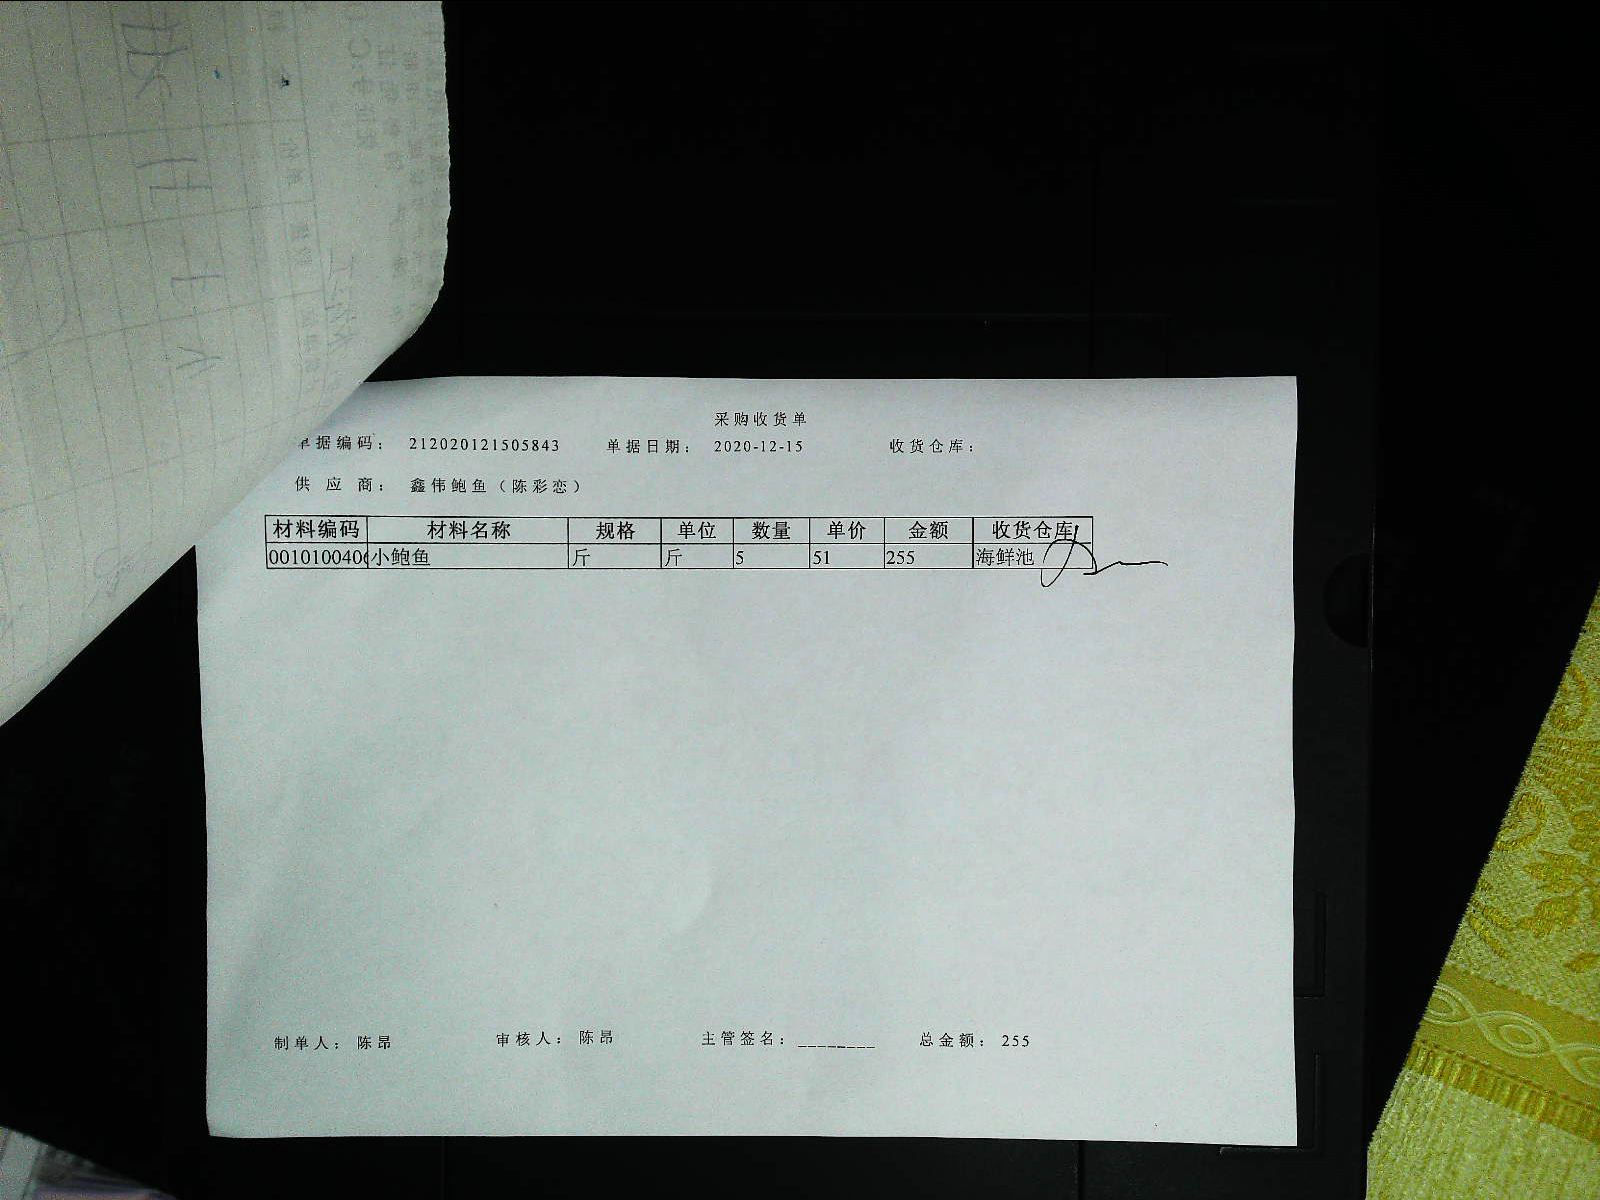 采购收货单
单据编码： 212020121505843 单据日期： 2020-12-15 收货仓库：
供 应 商： 鑫伟鲍鱼（陈彩恋）
材料编码 材料名称 规格 单位 数量 单价 金额 收货仓库
0010100406 小鲍鱼 斤 斤 5 51 255 海鲜池
制单人： 陈昂 审核人： 陈昂 主管签名： ________ 总金额： 255